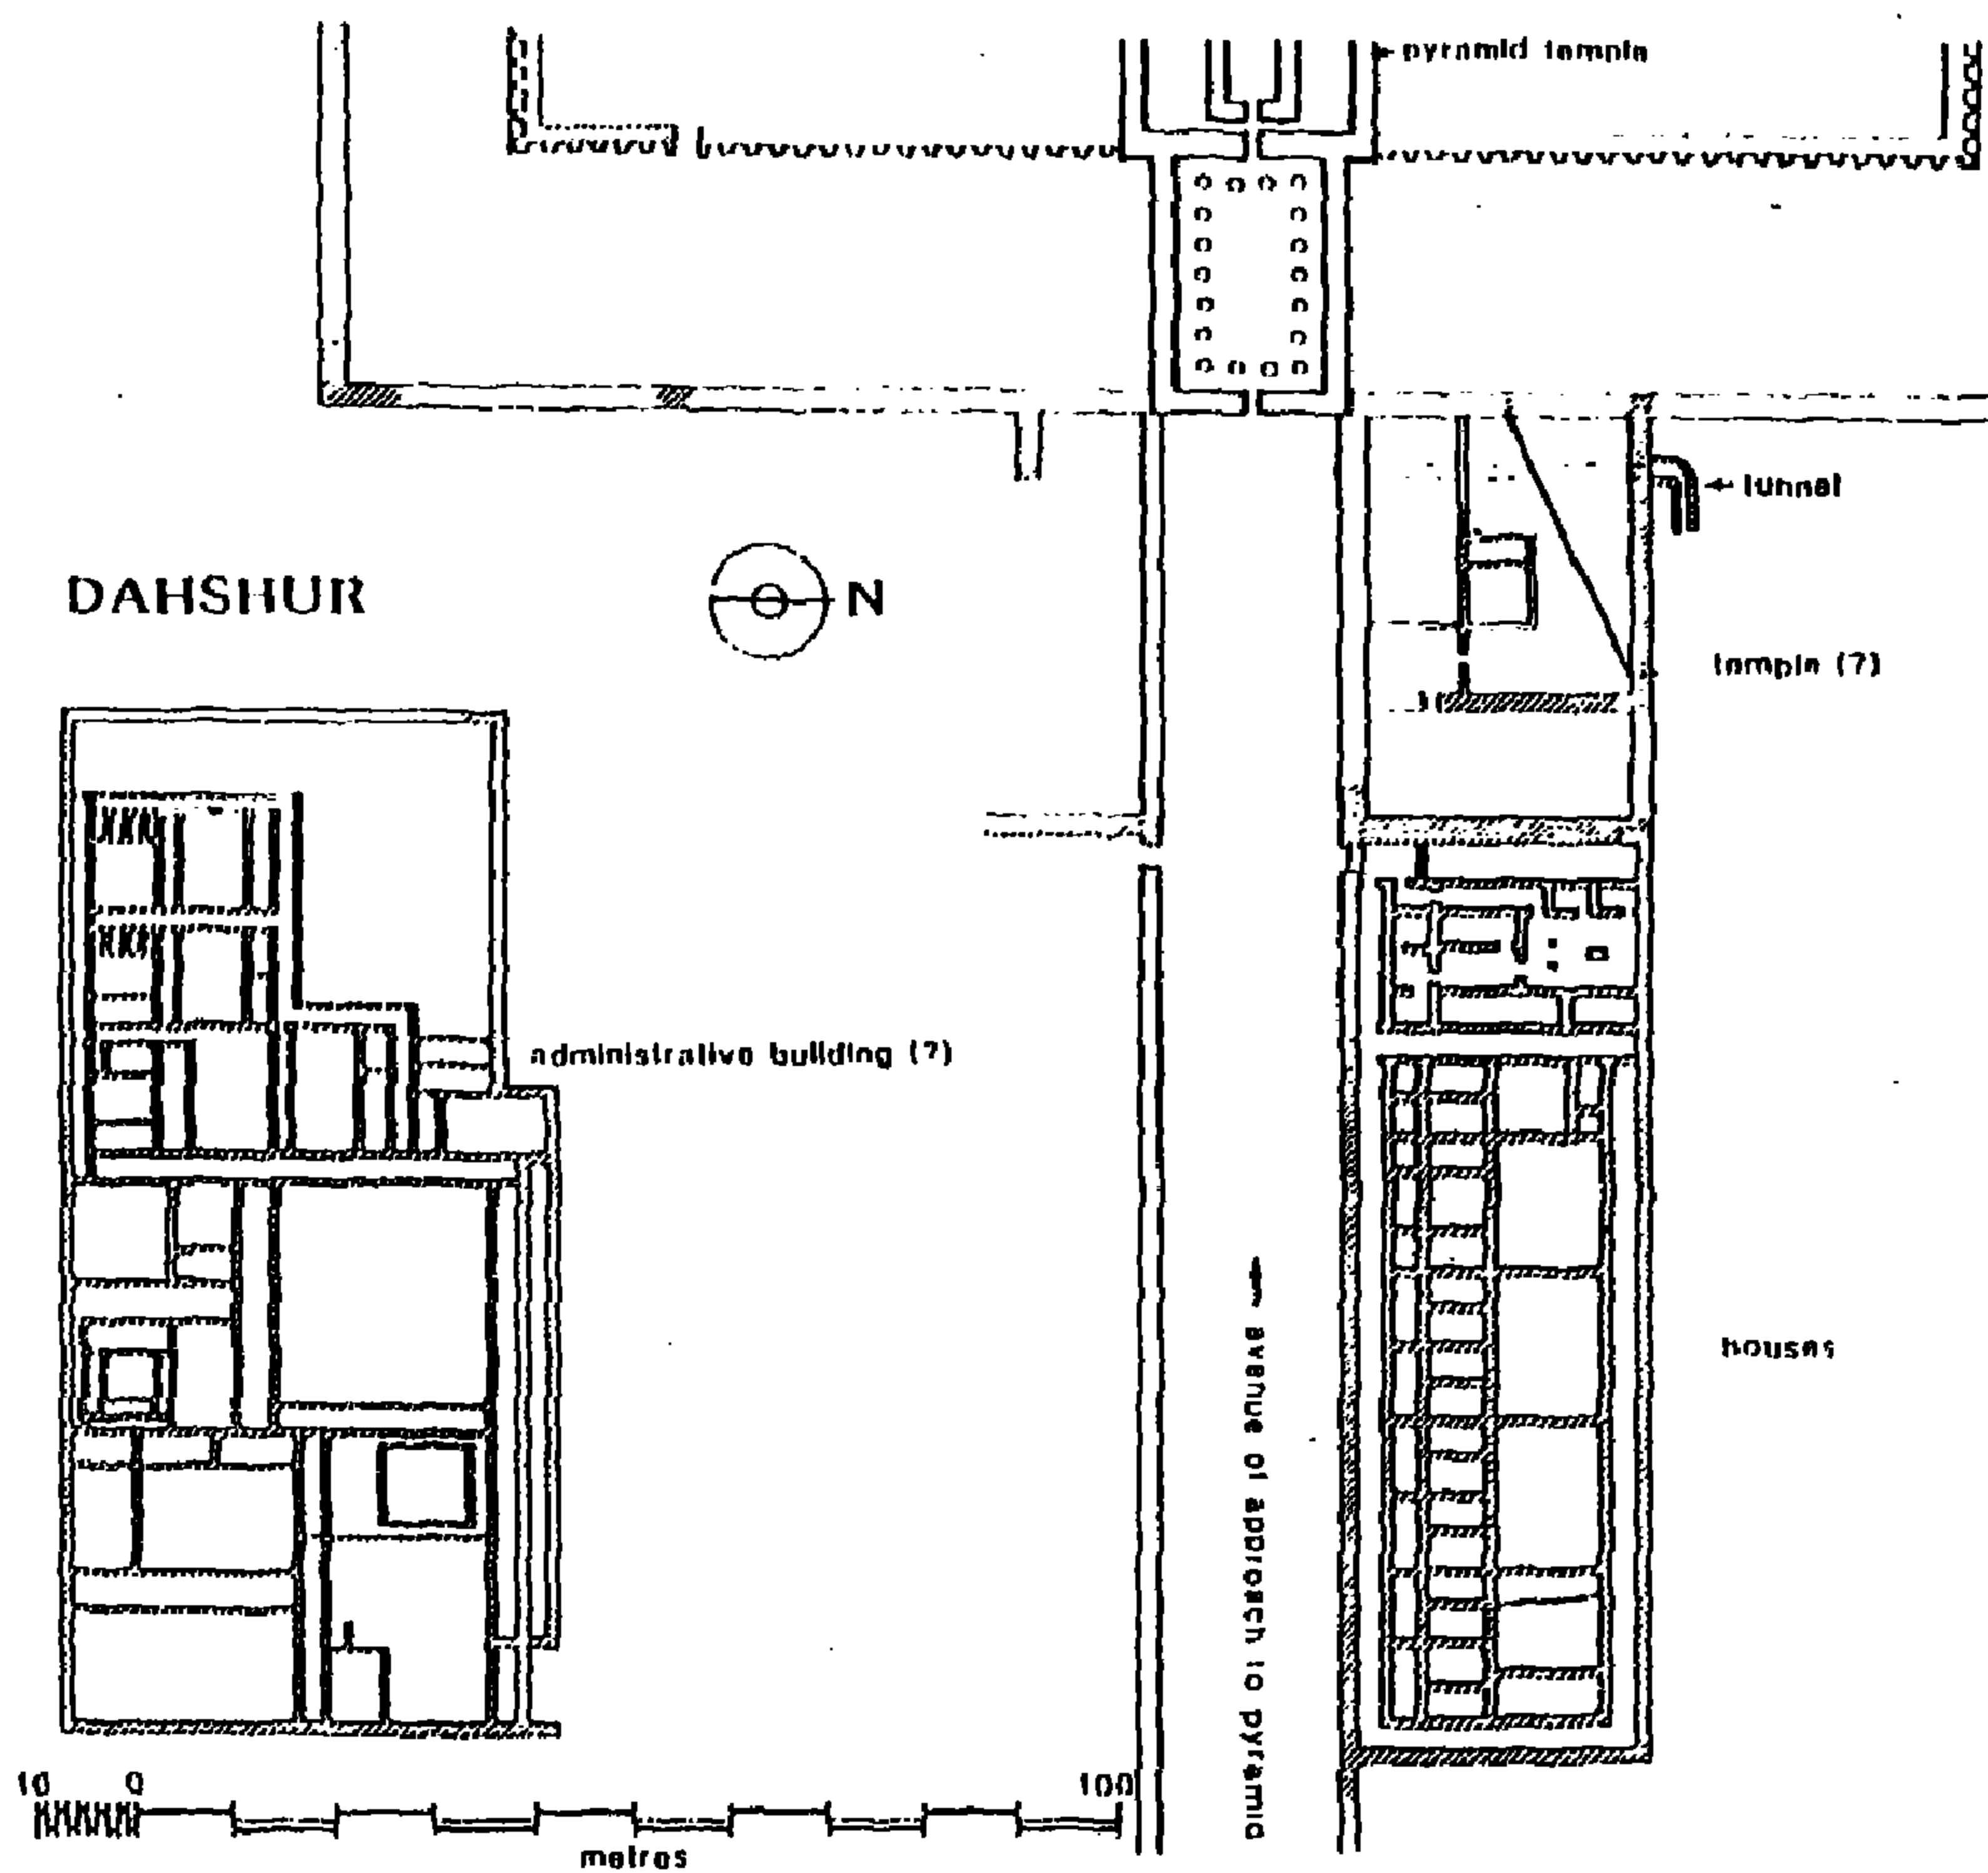 pyramid temple
tunnel
DAHSHUR
N
temple (?)
administrative building (?)
houses
avenue of approach to pyramid
10 0 100
metres